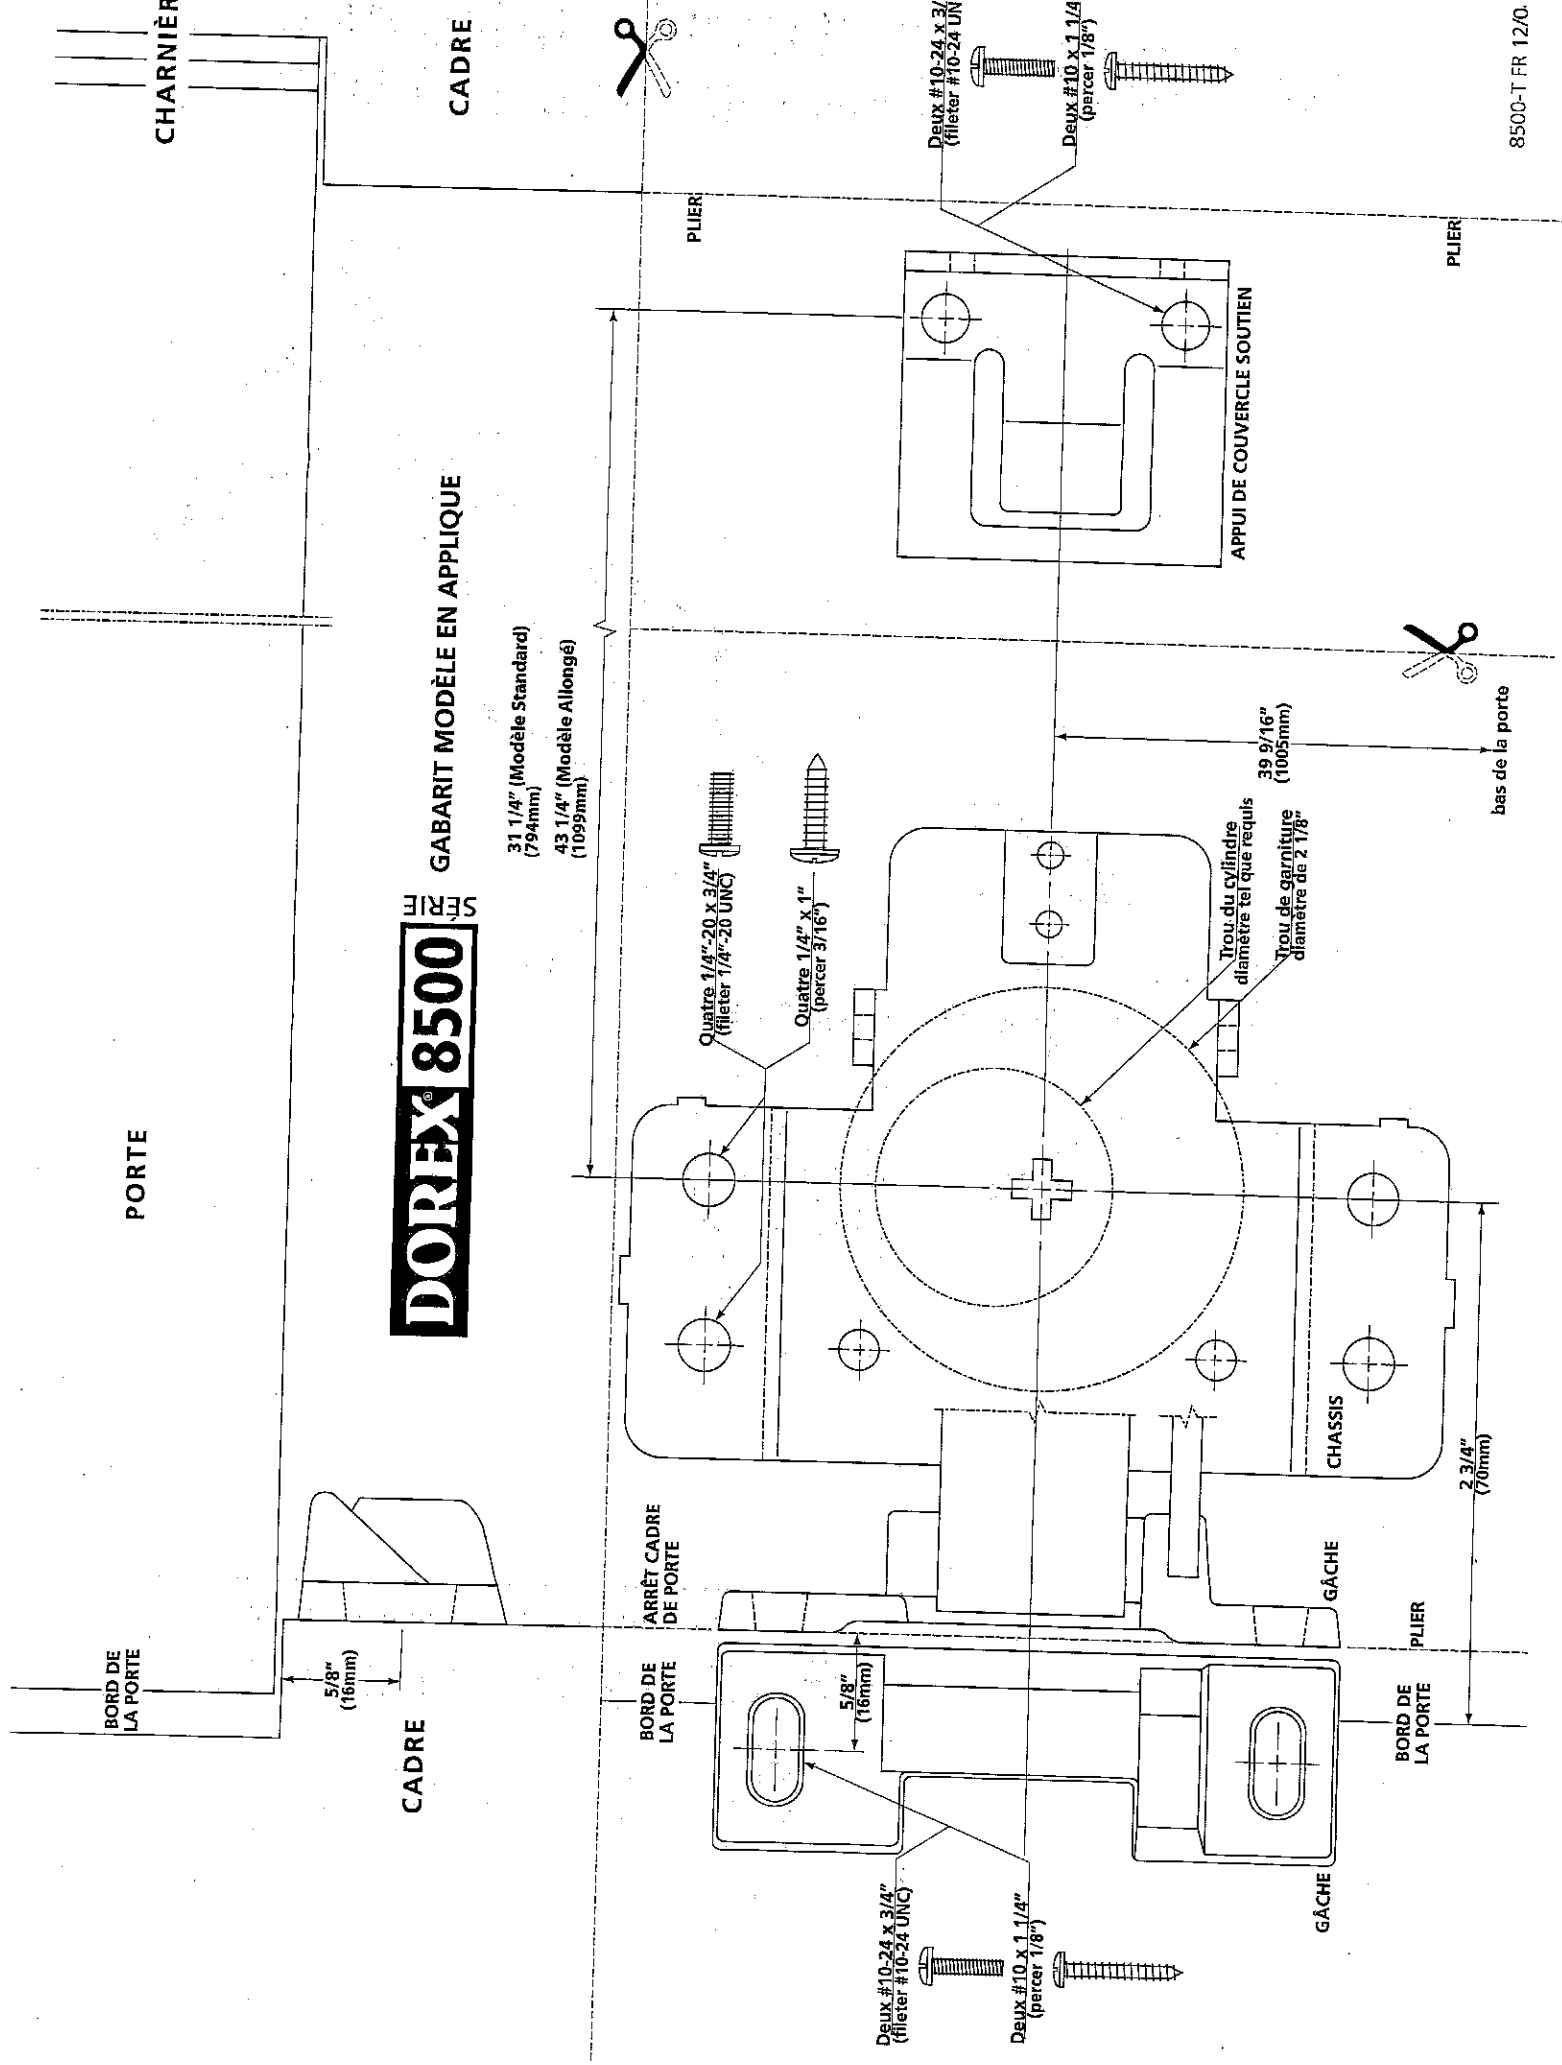 PORTE
CHARNIÈR
BORD DE
LA PORTE
5/8"
(16mm)
CADRE
CADRE
DOREX® 8500 SÉRIE
GABARIT MODÈLE EN APPLIQUE
31 1/4" (Modèle Standard)
(794mm)
43 1/4" (Modèle Allongé)
(1099mm)
ARRÊT CADRE
DE PORTE
BORD DE
LA PORTE
5/8"
(16mm)
Quatre 1/4"-20 x 3/4"
(fileter 1/4"-20 UNC)
Quatre 1/4" x 1"
(percer 3/16")
PLIER
Deux #10-24 x 3/4"
(fileter #10-24 UNC)
Deux #10 x 1 1/4"
(percer 1/8")
Deux #10-24 x 3/
(fileter #10-24 UN
Deux #10 x 1 1/4
(percer 1/8")
Trou du cylindre
diamètre tel que requis
Trou de garniture
diamètre de 2 1/8"
39 9/16"
(1005mm)
bas de la porte
APPUI DE COUVERCLE SOUTIEN
GÂCHE
GÂCHE
CHASSIS
PLIER
BORD DE
LA PORTE
2 3/4"
(70mm)
PLIER
8500-T FR 12/0